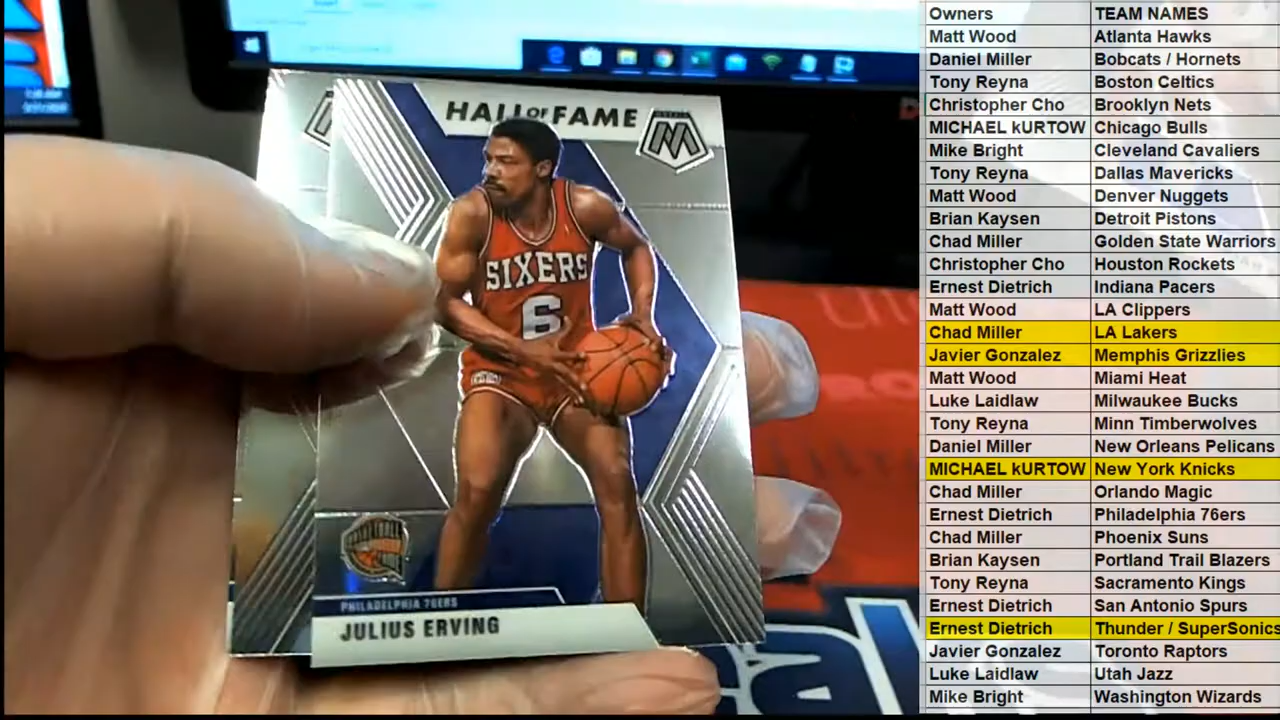 HALL OF FAME
MOSAIC
M
SIXERS
6
PHILADELPHIA 76ERS
JULIUS ERVING
Owners TEAM NAMES
Matt Wood Atlanta Hawks
Daniel Miller Bobcats / Hornets
Tony Reyna Boston Celtics
Christopher Cho Brooklyn Nets
MICHAEL kURTOW Chicago Bulls
Mike Bright Cleveland Cavaliers
Tony Reyna Dallas Mavericks
Matt Wood Denver Nuggets
Brian Kaysen Detroit Pistons
Chad Miller Golden State Warriors
Christopher Cho Houston Rockets
Ernest Dietrich Indiana Pacers
Matt Wood LA Clippers
Chad Miller LA Lakers
Javier Gonzalez Memphis Grizzlies
Matt Wood Miami Heat
Luke Laidlaw Milwaukee Bucks
Tony Reyna Minn Timberwolves
Daniel Miller New Orleans Pelicans
MICHAEL kURTOW New York Knicks
Chad Miller Orlando Magic
Ernest Dietrich Philadelphia 76ers
Chad Miller Phoenix Suns
Brian Kaysen Portland Trail Blazers
Tony Reyna Sacramento Kings
Ernest Dietrich San Antonio Spurs
Ernest Dietrich Thunder / SuperSonics
Javier Gonzalez Toronto Raptors
Luke Laidlaw Utah Jazz
Mike Bright Washington Wizards